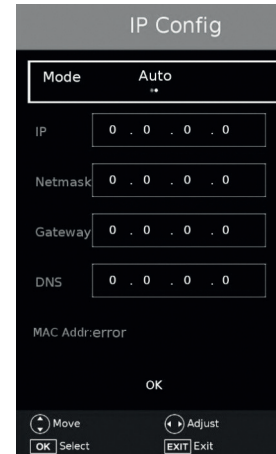 IP Config
Mode Auto
IP 0 . 0 . 0 . 0
Netmask 0 . 0 . 0 . 0
Gateway 0 . 0 . 0 . 0
DNS 0 . 0 . 0 . 0
MAC Addr:error
OK
Move Adjust
OK Select EXIT Exit